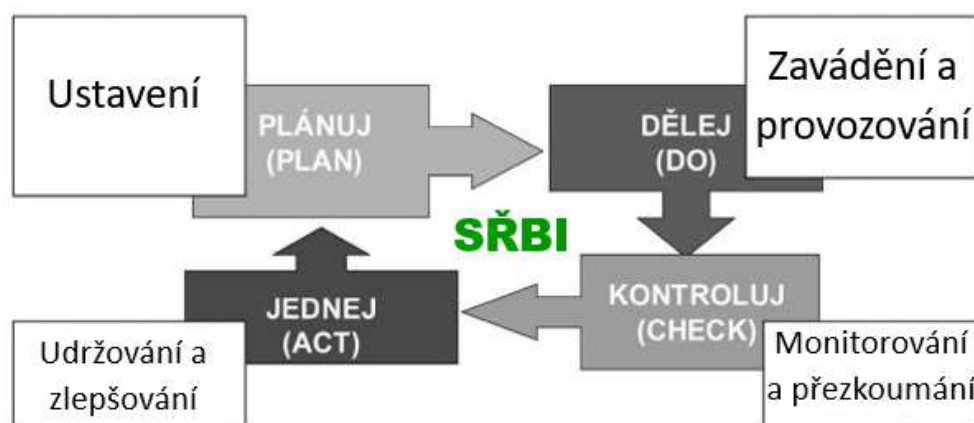 Ustavení
PLÁNUJ
(PLAN)
DĚLEJ
(DO)
Zavádění a
provozování
SŘBI
JEDNEJ
(ACT)
Udržování a
zlepšování
KONTROLUJ
(CHECK)
Monitorování
a přezkoumání